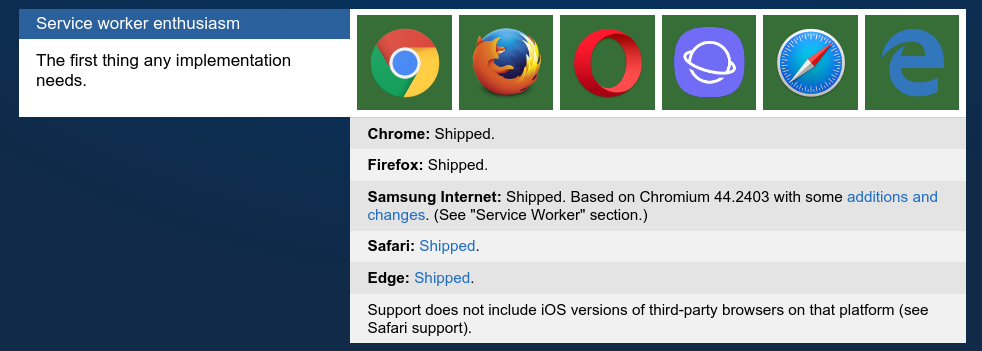 Service worker enthusiasm
The first thing any implementation
needs.
Chrome: Shipped.
Firefox: Shipped.
Samsung Internet: Shipped. Based on Chromium 44.2403 with some additions and
changes. (See "Service Worker" section.)
Safari: Shipped.
Edge: Shipped.
Support does not include iOS versions of third-party browsers on that platform (see
Safari support).